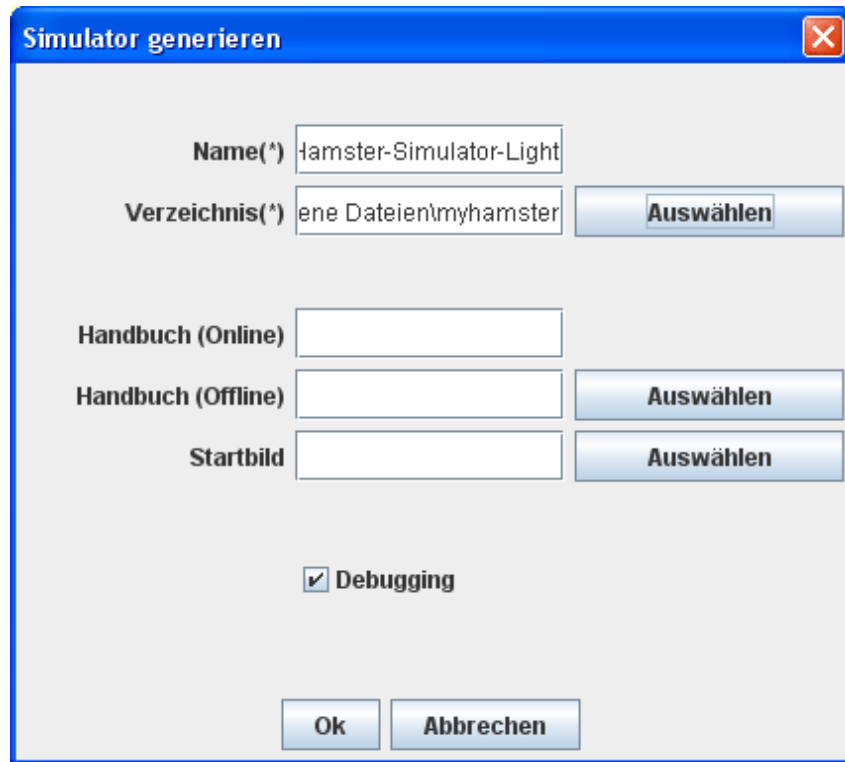 Simulator generieren
Name(*) Hamster-Simulator-Light
Verzeichnis(*) ene Dateien\myhamster Auswählen
Handbuch (Online)
Handbuch (Offline) Auswählen
Startbild Auswählen
Debugging
Ok Abbrechen